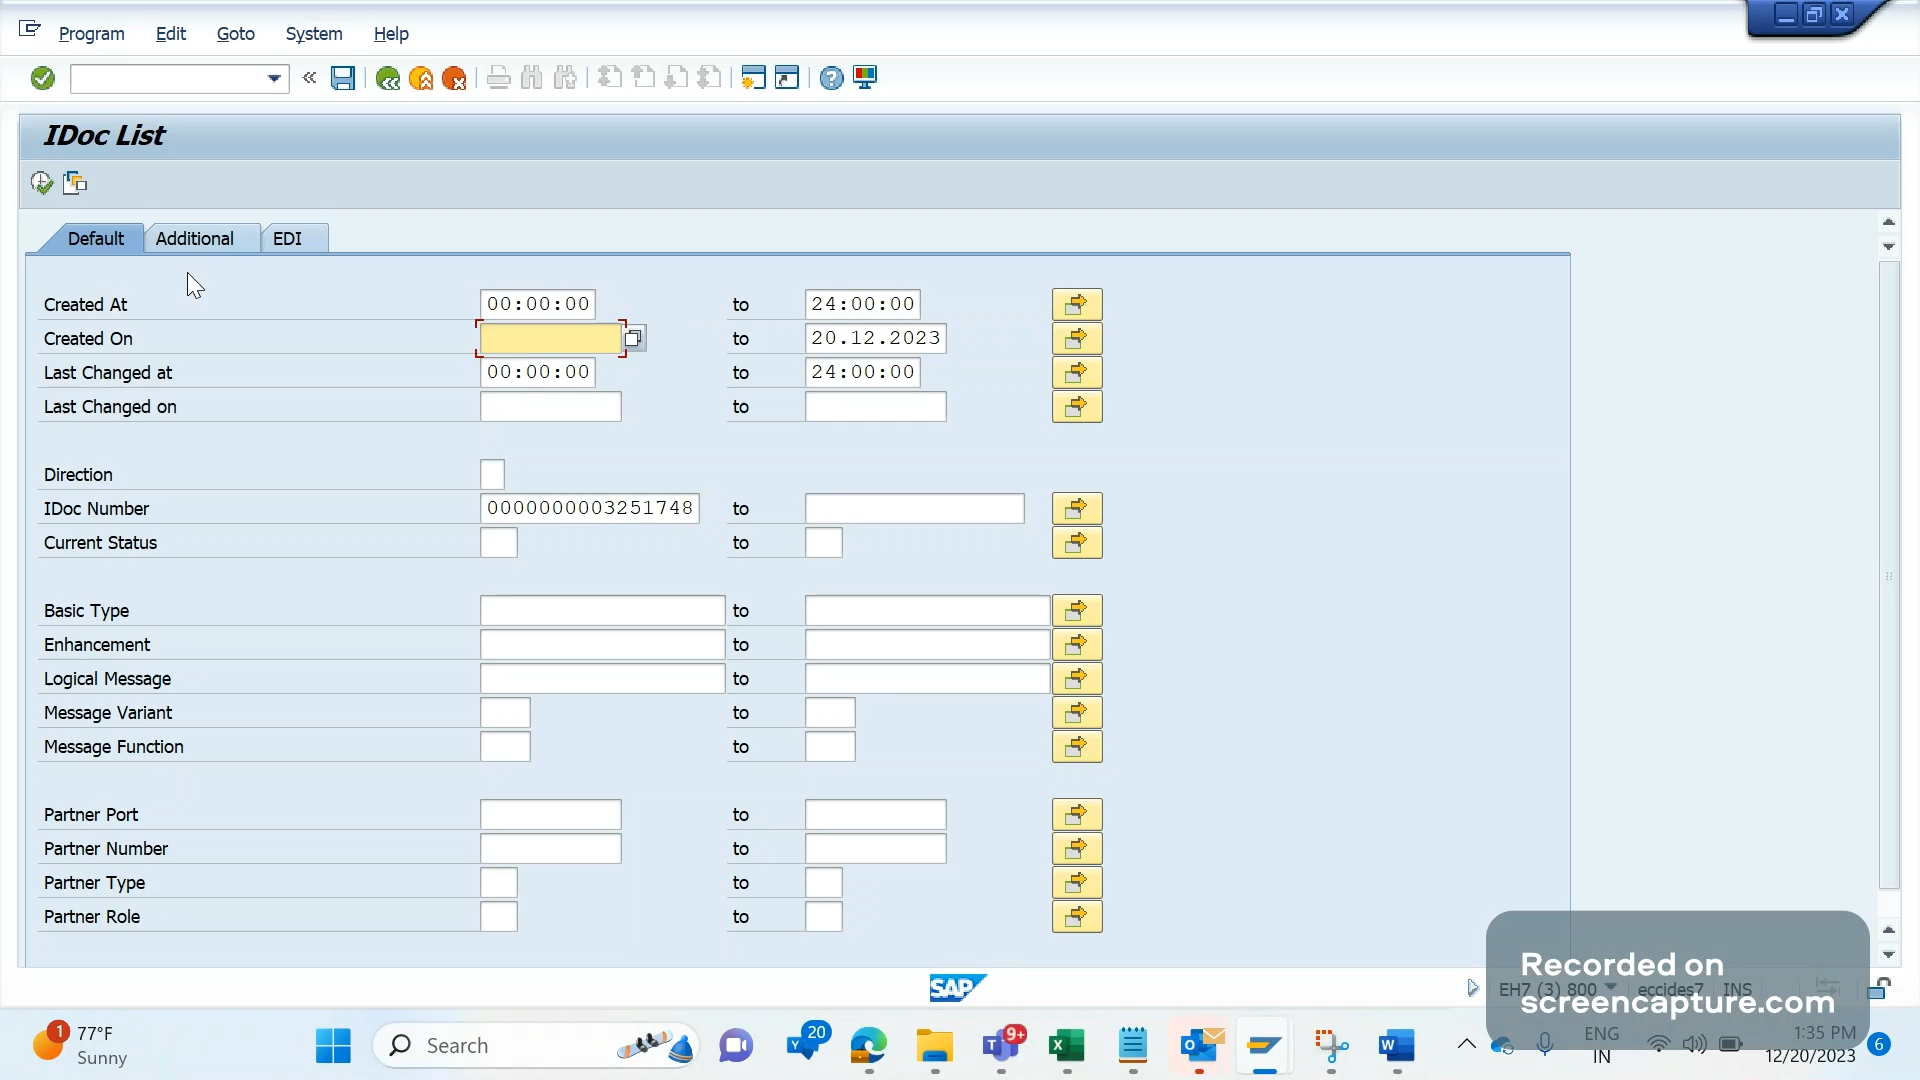 Program Edit Goto System Help
IDoc List
Default Additional EDI
Created At 00:00:00 to 24:00:00
Created On to 20.12.2023
Last Changed at 00:00:00 to 24:00:00
Last Changed on to
Direction
IDoc Number 0000000003251748 to
Current Status to
Basic Type to
Enhancement to
Logical Message to
Message Variant to
Message Function to
Partner Port to
Partner Number to
Partner Type to
Partner Role to
Recorded on
screencapture.com
SAP EH7 (3) 800 eccides7 INS
1 77°F
Sunny
Search
20
9+
ENG
IN
1:35 PM
12/20/2023
6